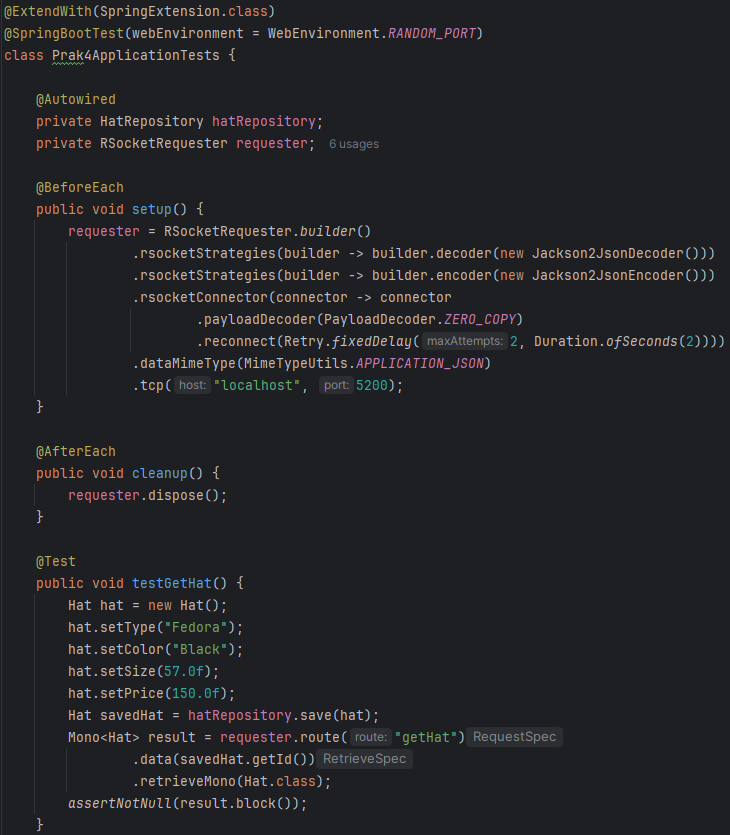 @ExtendWith(SpringExtension.class)
@SpringBootTest(webEnvironment = WebEnvironment.RANDOM_PORT)
class Prak4ApplicationTests {
@Autowired
private HatRepository hatRepository;
private RSocketRequester requester; 6 usages
@BeforeEach
public void setup() {
requester = RSocketRequester.builder()
.rsocketStrategies(builder -> builder.decoder(new Jackson2JsonDecoder()))
.rsocketStrategies(builder -> builder.encoder(new Jackson2JsonEncoder()))
.rsocketConnector(connector -> connector
.payloadDecoder(PayloadDecoder.ZERO_COPY)
.reconnect(Retry.fixedDelay( maxAttempts: 2, Duration.ofSeconds(2))))
.dataMimeType(MimeTypeUtils.APPLICATION_JSON)
.tcp( host: "localhost", port: 5200);
}
@AfterEach
public void cleanup() {
requester.dispose();
}
@Test
public void testGetHat() {
Hat hat = new Hat();
hat.setType("Fedora");
hat.setColor("Black");
hat.setSize(57.0f);
hat.setPrice(150.0f);
Hat savedHat = hatRepository.save(hat);
Mono<Hat> result = requester.route( route: "getHat") RequestSpec
.data(savedHat.getId()) RetrieveSpec
.retrieveMono(Hat.class);
assertNotNull(result.block());
}